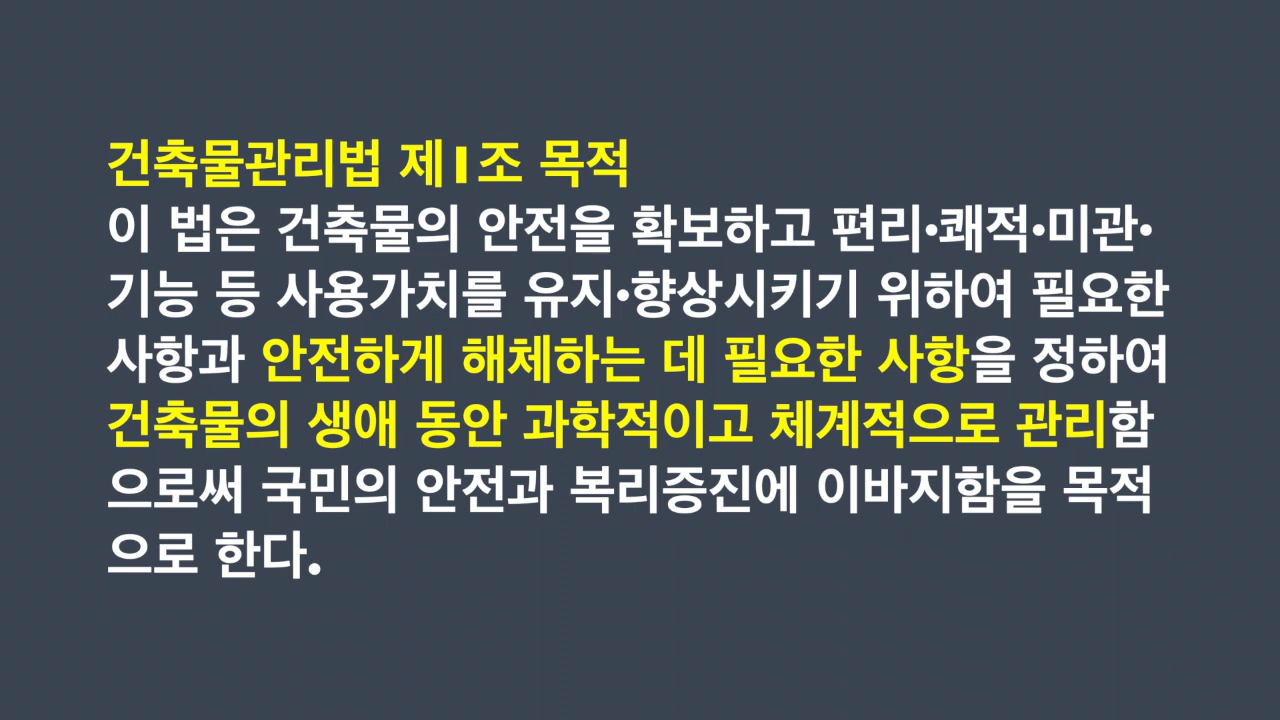 건축물관리법 제1조 목적
이 법은 건축물의 안전을 확보하고 편리·쾌적·미관·
기능 등 사용가치를 유지·향상시키기 위하여 필요한
사항과 안전하게 해체하는 데 필요한 사항을 정하여
건축물의 생애 동안 과학적이고 체계적으로 관리함
으로써 국민의 안전과 복리증진에 이바지함을 목적
으로 한다.